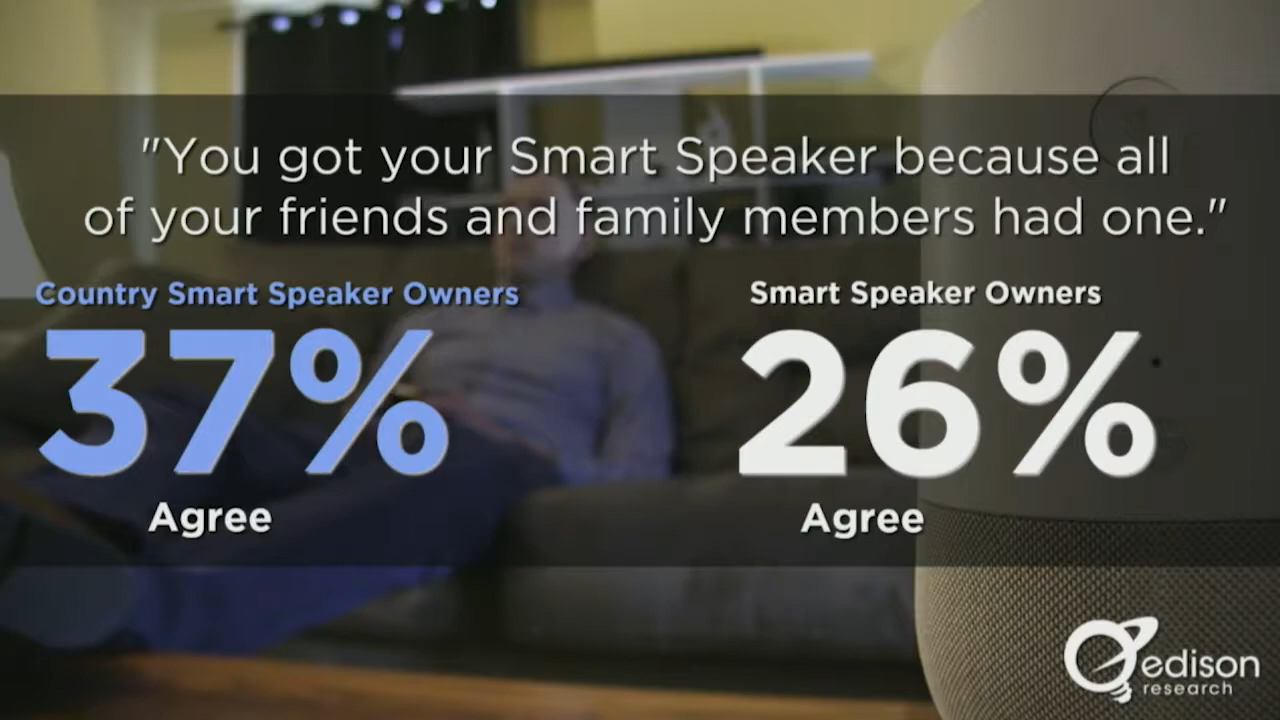 "You got your Smart Speaker because all
of your friends and family members had one."
Country Smart Speaker Owners
37%
Agree
Smart Speaker Owners
26%
Agree
edison
research